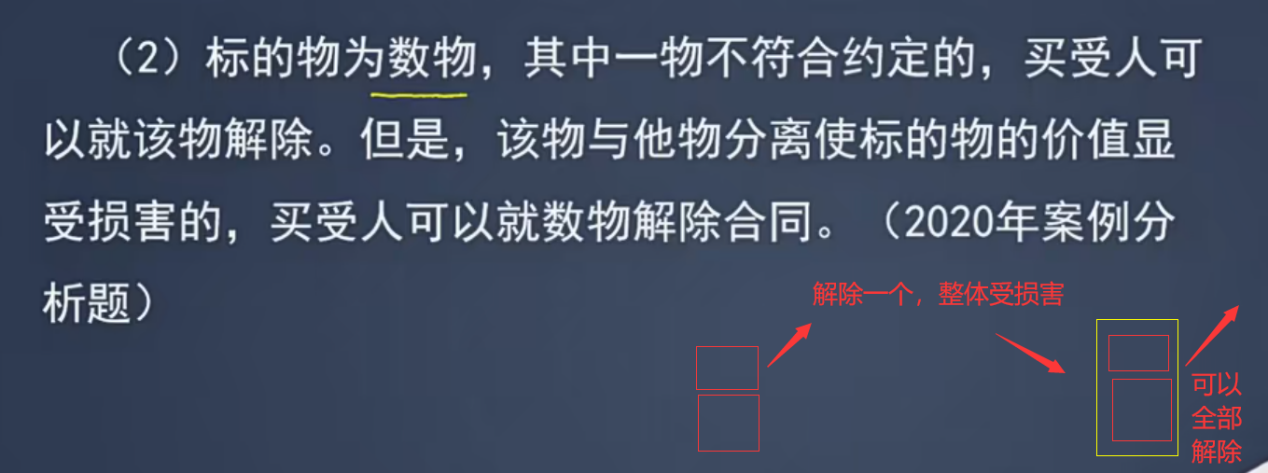 （2）标的物为数物，其中一物不符合约定的，买受人可
以就该物解除。但是，该物与他物分离使标的物的价值显
受损害的，买受人可以就数物解除合同。（2020年案例分
析题）
解除一个，整体受损害
可以
全部
解除